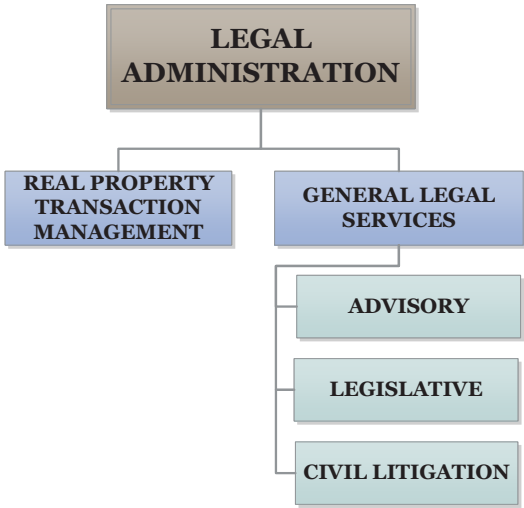 LEGAL
ADMINISTRATION
REAL PROPERTY
TRANSACTION
MANAGEMENT
GENERAL LEGAL
SERVICES
ADVISORY
LEGISLATIVE
CIVIL LITIGATION